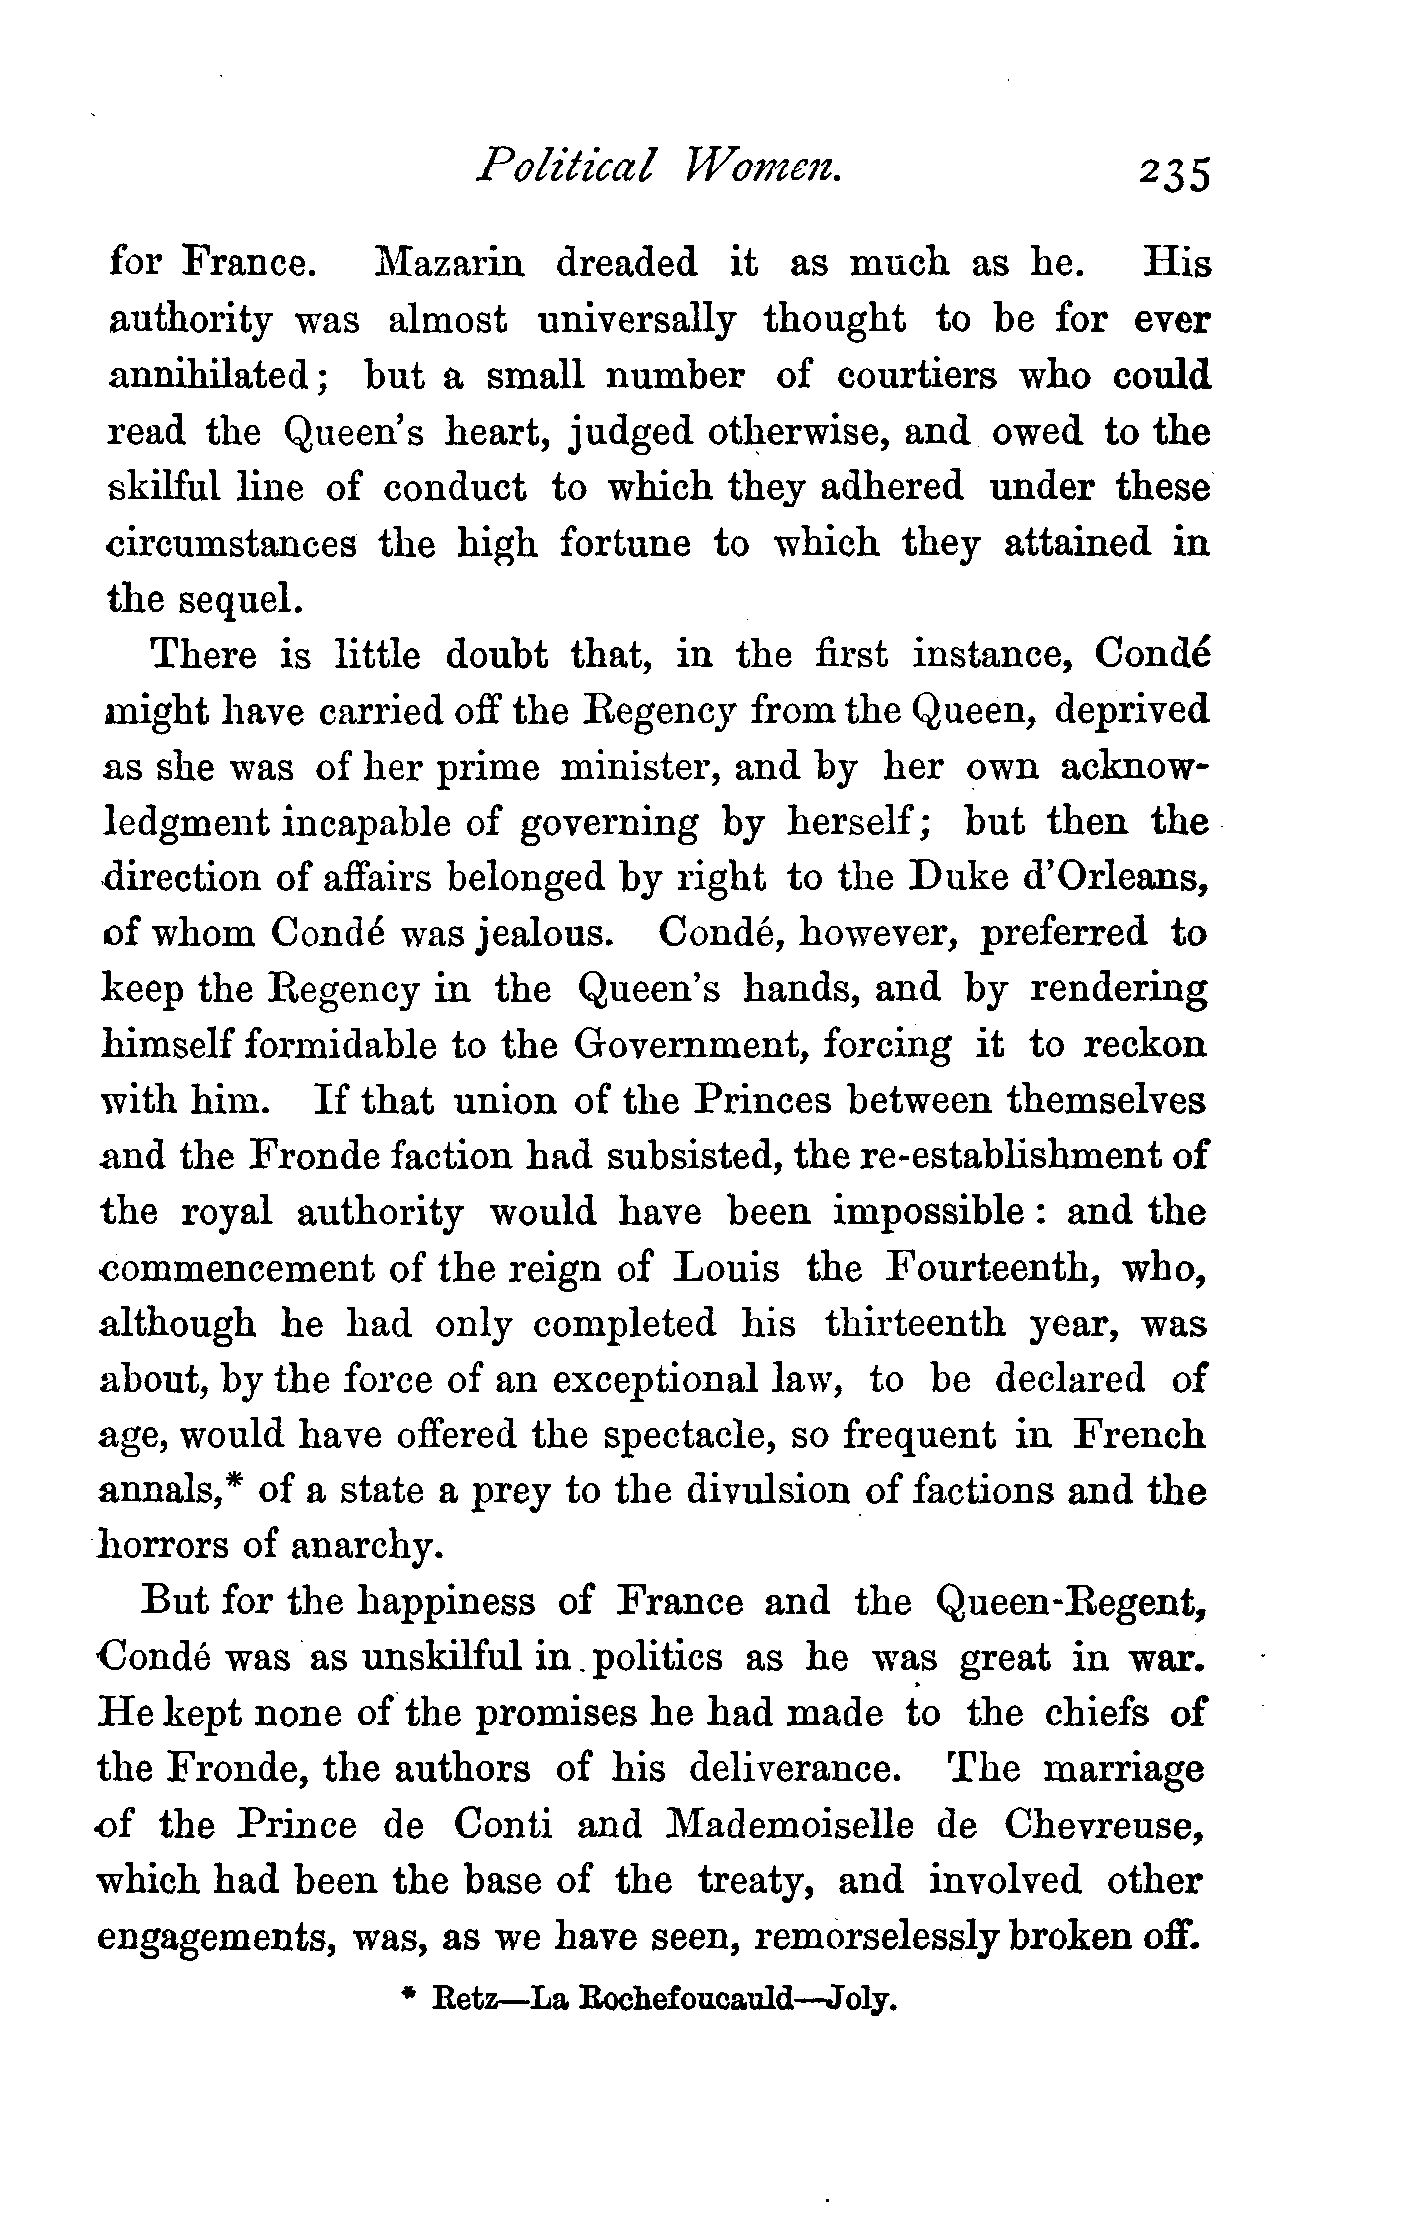 Political Women. 235
for France. Mazarin dreaded it as much as he. His
authority was almost universally thought to be for ever
annihilated; but a small number of courtiers who could
read the Queen's heart, judged otherwise, and owed to the
skilful line of conduct to which they adhered under these
circumstances the high fortune to which they attained in
the sequel.
There is little doubt that, in the first instance, Condé
might have carried off the Regency from the Queen, deprived
as she was of her prime minister, and by her own acknow-
ledgment incapable of governing by herself; but then the
direction of affairs belonged by right to the Duke d'Orleans,
of whom Condé was jealous. Condé, however, preferred to
keep the Regency in the Queen's hands, and by rendering
himself formidable to the Government, forcing it to reckon
with him. If that union of the Princes between themselves
and the Fronde faction had subsisted, the re-establishment of
the royal authority would have been impossible: and the
commencement of the reign of Louis the Fourteenth, who,
although he had only completed his thirteenth year, was
about, by the force of an exceptional law, to be declared of
age, would have offered the spectacle, so frequent in French
annals,* of a state a prey to the divulsion of factions and the
horrors of anarchy.
But for the happiness of France and the Queen-Regent,
Condé was as unskilful in politics as he was great in war.
He kept none of the promises he had made to the chiefs of
the Fronde, the authors of his deliverance. The marriage
of the Prince de Conti and Mademoiselle de Chevreuse,
which had been the base of the treaty, and involved other
engagements, was, as we have seen, remorselessly broken off.
* Retz—La Rochefoucauld—Joly.